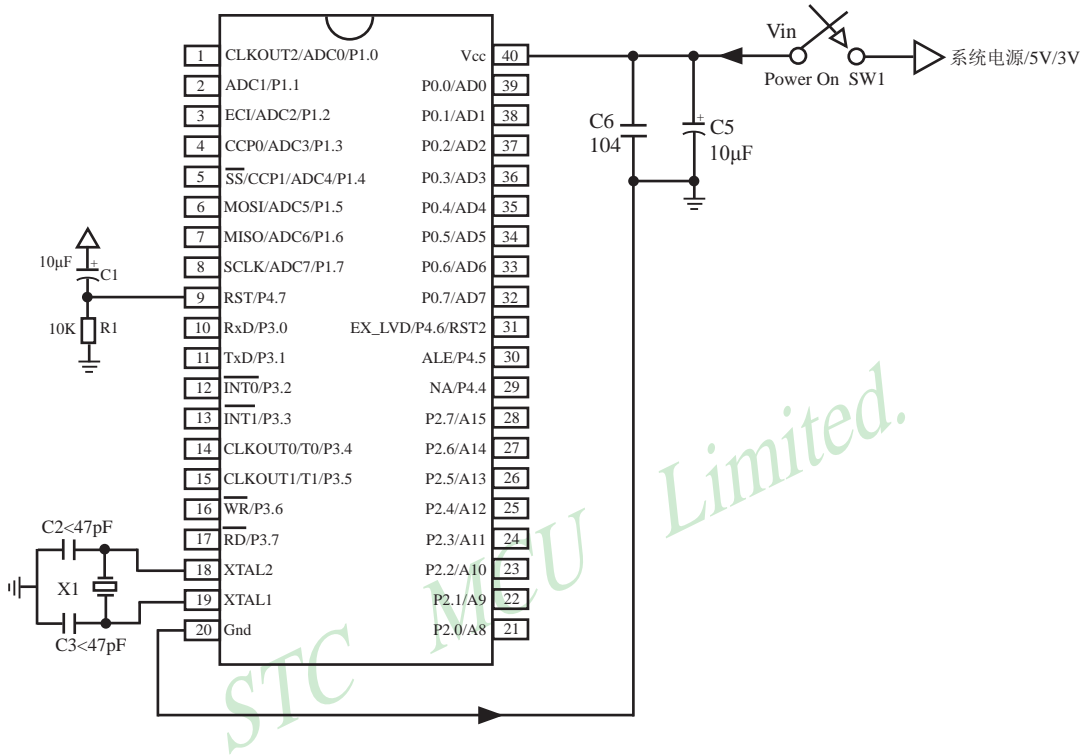 1 CLKOUT2/ADC0/P1.0
2 ADC1/P1.1
3 ECI/ADC2/P1.2
4 CCP0/ADC3/P1.3
5 SS/CCP1/ADC4/P1.4
6 MOSI/ADC5/P1.5
7 MISO/ADC6/P1.6
8 SCLK/ADC7/P1.7
9 RST/P4.7
10 RxD/P3.0
11 TxD/P3.1
12 INT0/P3.2
13 INT1/P3.3
14 CLKOUT0/T0/P3.4
15 CLKOUT1/T1/P3.5
16 WR/P3.6
17 RD/P3.7
18 XTAL2
19 XTAL1
20 Gnd
Vcc 40
P0.0/AD0 39
P0.1/AD1 38
P0.2/AD2 37
P0.3/AD3 36
P0.4/AD4 35
P0.5/AD5 34
P0.6/AD6 33
P0.7/AD7 32
EX_LVD/P4.6/RST2 31
ALE/P4.5 30
NA/P4.4 29
P2.7/A15 28
P2.6/A14 27
P2.5/A13 26
P2.4/A12 25
P2.3/A11 24
P2.2/A10 23
P2.1/A9 22
P2.0/A8 21
10μF + C1
10K R1
C2<47pF
X1
C3<47pF
Vin
Power On SW1
系统电源/5V/3V
C6
104
+ C5
10μF
STC MCU Limited.